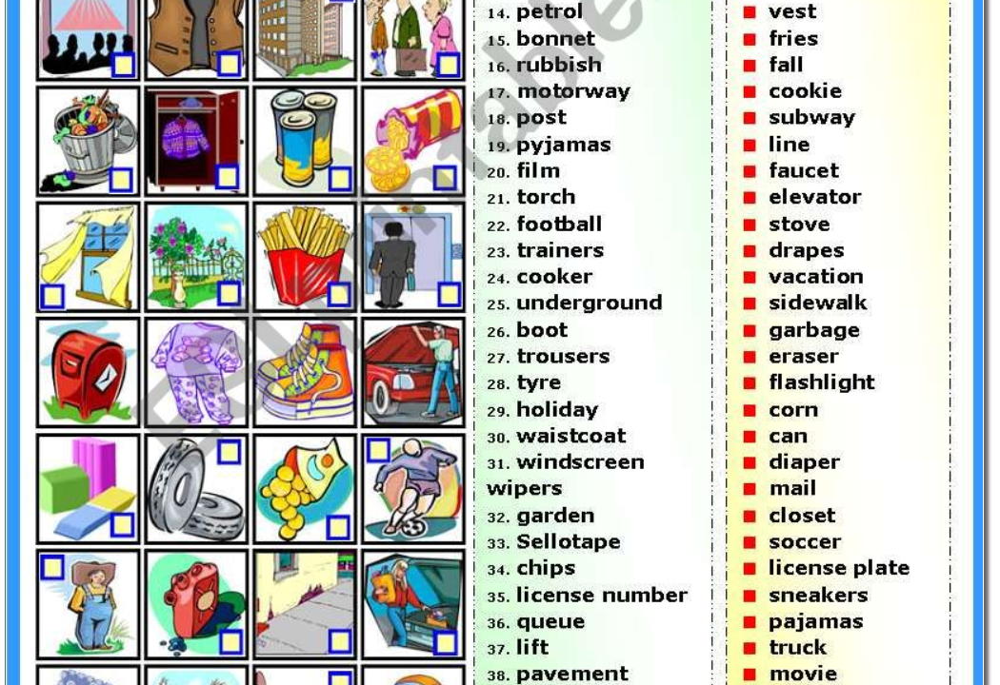 14. petrol
15. bonnet
16. rubbish
17. motorway
18. post
19. pyjamas
20. film
21. torch
22. football
23. trainers
24. cooker
25. underground
26. boot
27. trousers
28. tyre
29. holiday
30. waistcoat
31. windscreen
wipers
32. garden
33. Sellotape
34. chips
35. license number
36. queue
37. lift
38. pavement
vest
fries
fall
cookie
subway
line
faucet
elevator
stove
drapes
vacation
sidewalk
garbage
eraser
flashlight
corn
can
diaper
mail
closet
soccer
license plate
sneakers
pajamas
truck
movie